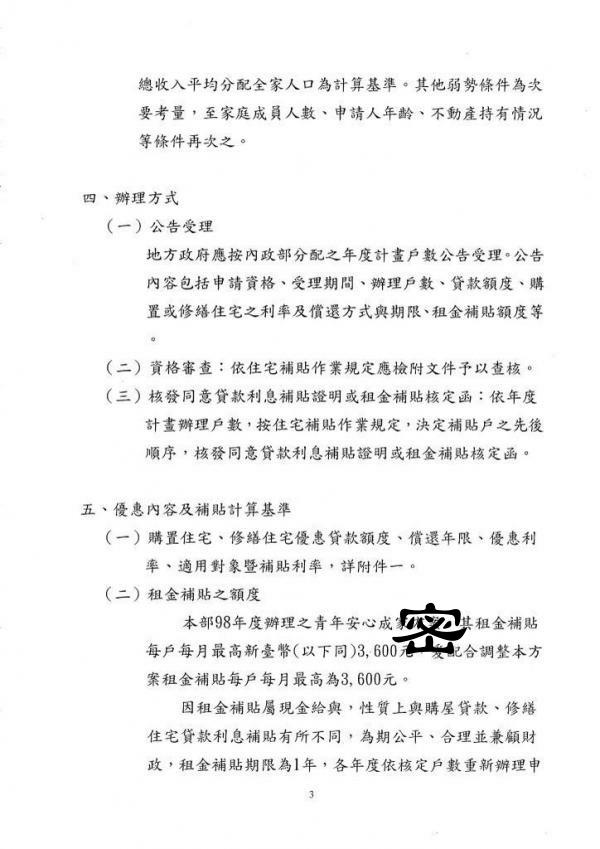 總收入平均分配全家人口為計算基準。其他弱勢條件為次
要考量，至家庭成員人數、申請人年齡、不動產持有情況
等條件再次之。
四、辦理方式
（一）公告受理
地方政府應按內政部分配之年度計畫戶數公告受理。公告
內容包括申請資格、受理期間、辦理戶數、貸款額度、購
置或修繕住宅之利率及償還方式與期限、租金補貼額度等
。
（二）資格審查：依住宅補貼作業規定應檢附文件予以查核。
（三）核發同意貸款利息補貼證明或租金補貼核定函：依年度
計畫辦理戶數，按住宅補貼作業規定，決定補貼戶之先後
順序，核發同意貸款利息補貼證明或租金補貼核定函。
五、優惠內容及補貼計算基準
（一）購置住宅、修繕住宅優惠貸款額度、償還年限、優惠利
率、適用對象暨補貼利率，詳附件一。
（二）租金補貼之額度
本部98年度辦理之青年安心成家 密 其租金補貼
每戶每月最高新臺幣(以下同)3,600元，爰配合調整本方
案租金補貼每戶每月最高為3,600元。
因租金補貼屬現金給與，性質上與購屋貸款、修繕
住宅貸款利息補貼有所不同，為期公平、合理並兼顧財
政，租金補貼期限為1年，各年度依核定戶數重新辦理申
3